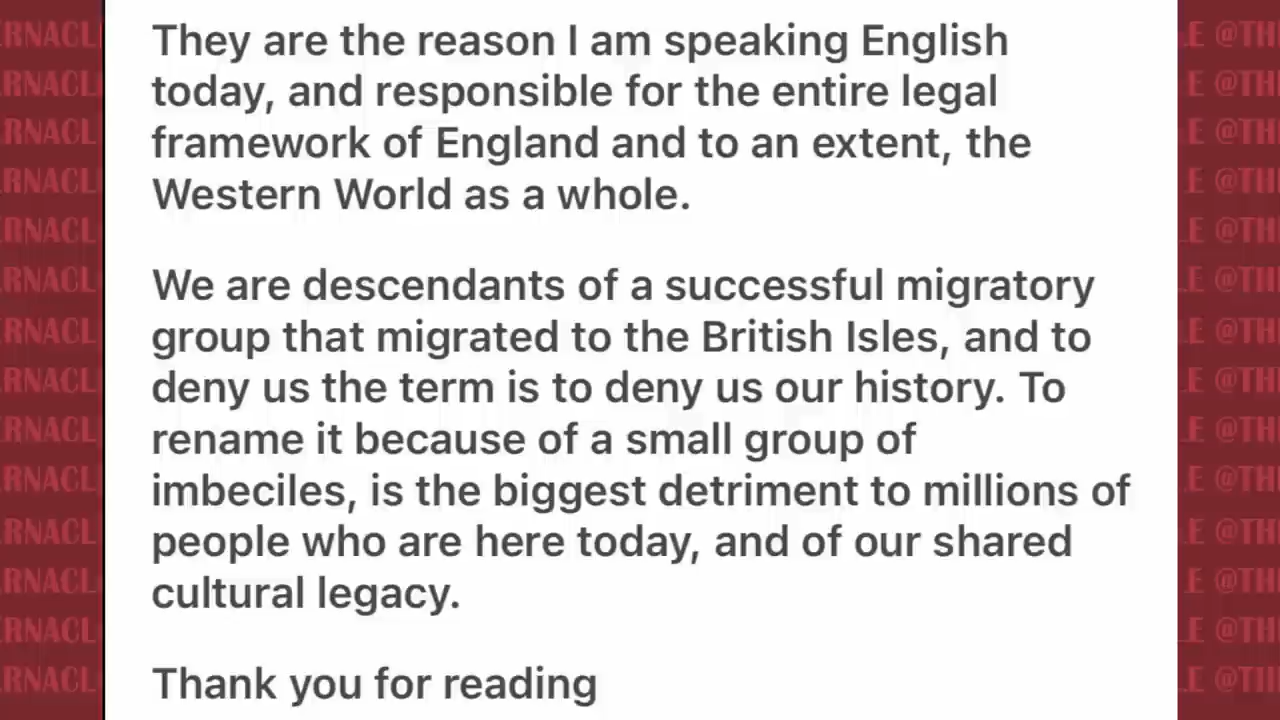 They are the reason I am speaking English
today, and responsible for the entire legal
framework of England and to an extent, the
Western World as a whole.
We are descendants of a successful migratory
group that migrated to the British Isles, and to
deny us the term is to deny us our history. To
rename it because of a small group of
imbeciles, is the biggest detriment to millions of
people who are here today, and of our shared
cultural legacy.
Thank you for reading